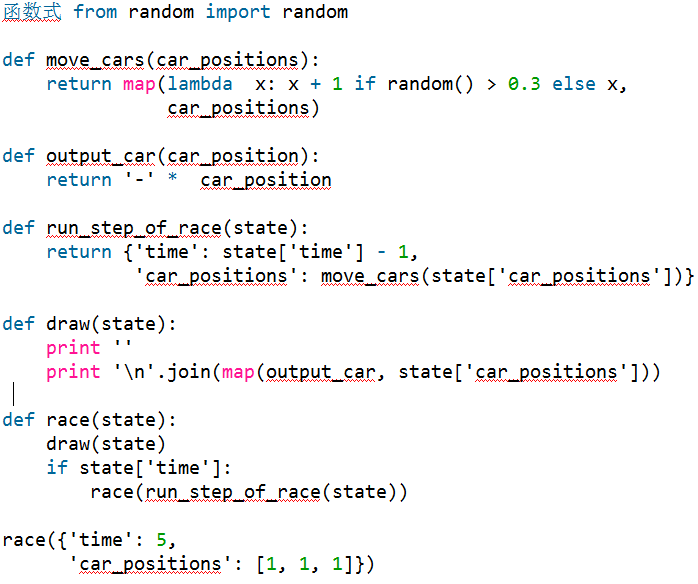 函数式 from random import random

def move_cars(car_positions):
    return map(lambda  x: x + 1 if random() > 0.3 else x,
               car_positions)

def output_car(car_position):
    return '-' *  car_position

def run_step_of_race(state):
    return {'time': state['time'] - 1,
            'car_positions': move_cars(state['car_positions'])}

def draw(state):
    print ''
    print '\n'.join(map(output_car, state['car_positions']))

def race(state):
    draw(state)
    if state['time']:
        race(run_step_of_race(state))

race({'time': 5,
      'car_positions': [1, 1, 1]})